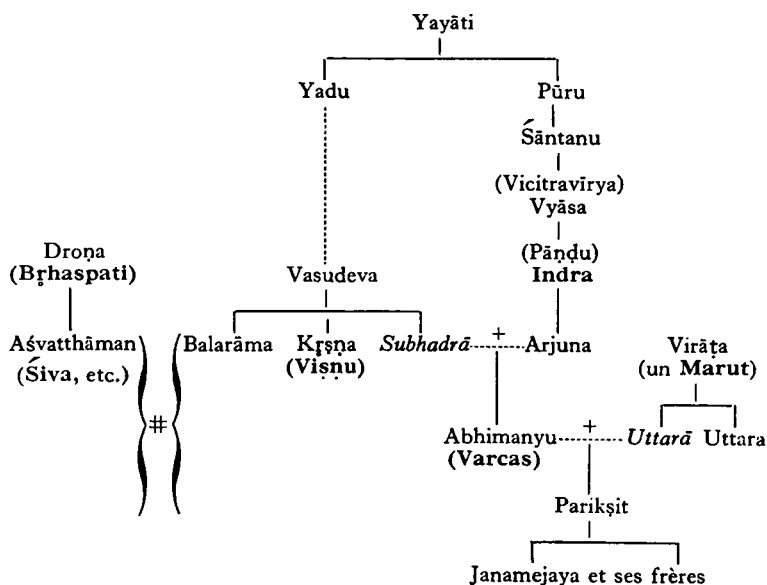 Yayāti
Yadu Pūru
Śāntanu
(Vicitravīrya)
Vyāsa
Droṇa (Pāṇḍu)
(Bṛhaspati) Vasudeva Indra
Aśvatthāman Balarāma Kṛṣṇa Subhadrā + Arjuna Virāṭa
(Śiva, etc.) # (Viṣṇu) (un Marut)
Abhimanyu + Uttarā Uttara
(Varcas)
Parikṣit
Janamejaya et ses frères